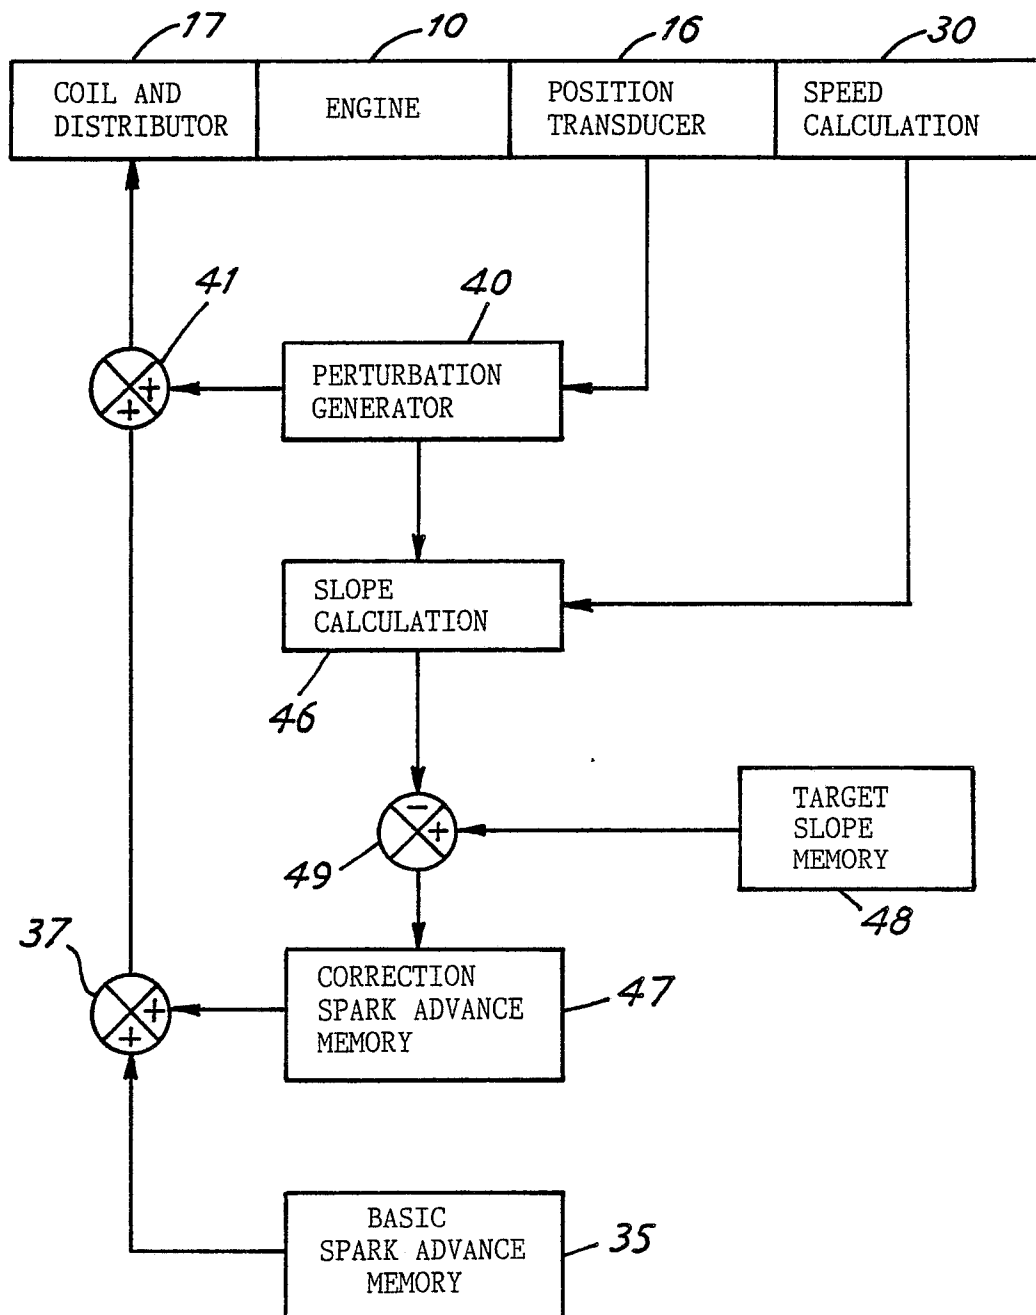 17 10 16 30
COIL AND
DISTRIBUTOR
ENGINE
POSITION
TRANSDUCER
SPEED
CALCULATION
41
40
+
+
PERTURBATION
GENERATOR
SLOPE
CALCULATION
46
−
+
49
TARGET
SLOPE
MEMORY
48
37
+
+
CORRECTION
SPARK ADVANCE
MEMORY
47
BASIC
SPARK ADVANCE
MEMORY
35